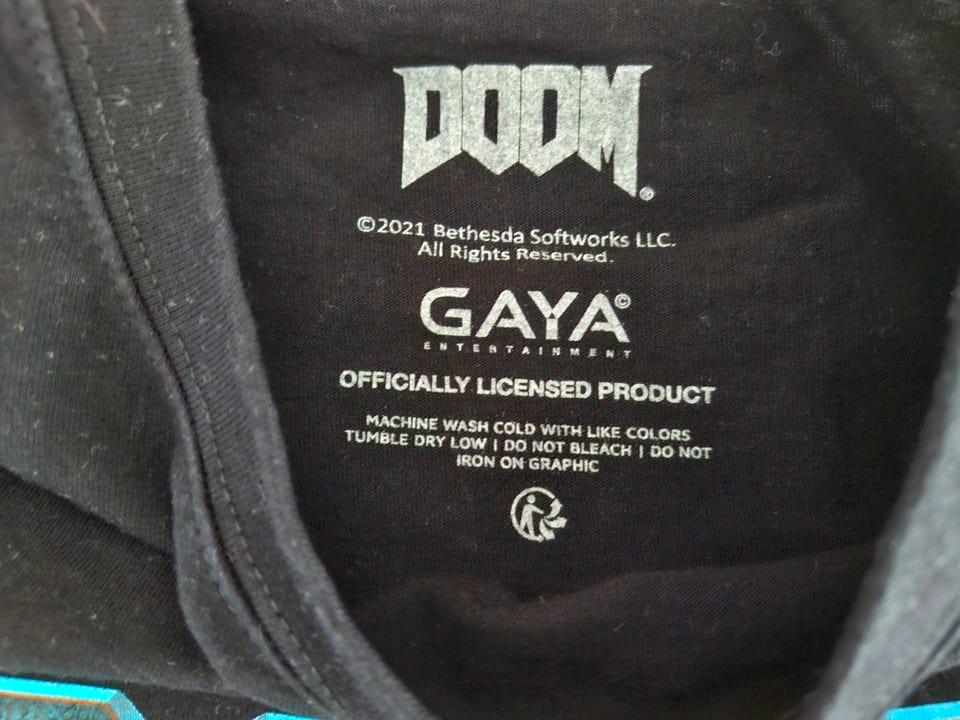 DOOM®
©2021 Bethesda Softworks LLC.
All Rights Reserved.
GAYA©
ENTERTAINMENT
OFFICIALLY LICENSED PRODUCT
MACHINE WASH COLD WITH LIKE COLORS
TUMBLE DRY LOW | DO NOT BLEACH | DO NOT
IRON ON GRAPHIC